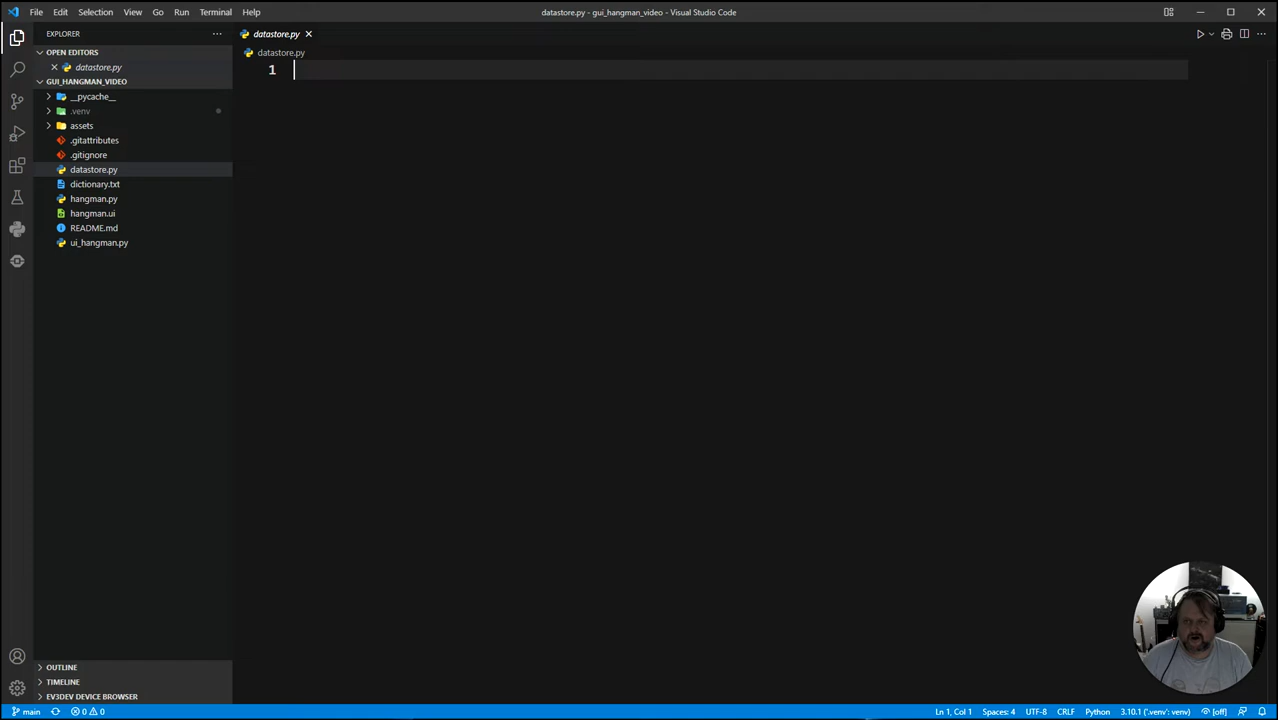 File Edit Selection View Go Run Terminal Help
datastore.py - gui_hangman_video - Visual Studio Code
EXPLORER
datastore.py
OPEN EDITORS
datastore.py
datastore.py
1
GUI_HANGMAN_VIDEO
__pycache__
.venv
assets
.gitattributes
.gitignore
datastore.py
dictionary.txt
hangman.py
hangman.ui
README.md
ui_hangman.py
OUTLINE
TIMELINE
EV3DEV DEVICE BROWSER
main 0 0
Ln 1, Col 1 Spaces: 4 UTF-8 CRLF Python 3.10.1 ('.venv': venv) [off]